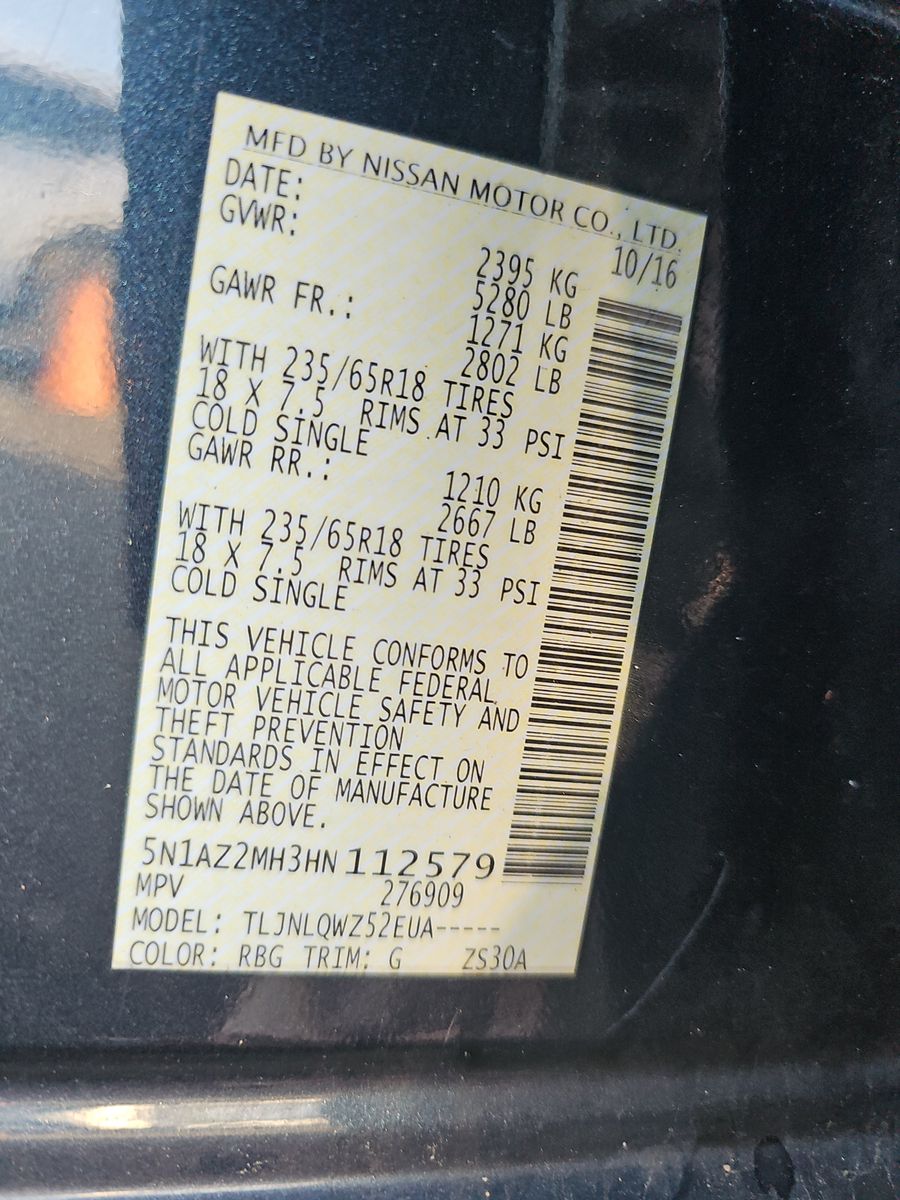 MFD BY NISSAN MOTOR CO., LTD.
DATE: 10/16
GVWR: 2395 KG
5280 LB
GAWR FR.: 1271 KG
2802 LB
WITH 235/65R18 TIRES
18 X 7.5 RIMS AT 33 PSI
COLD SINGLE
GAWR RR.: 1210 KG
2667 LB
WITH 235/65R18 TIRES
18 X 7.5 RIMS AT 33 PSI
COLD SINGLE
THIS VEHICLE CONFORMS TO
ALL APPLICABLE FEDERAL
MOTOR VEHICLE SAFETY AND
THEFT PREVENTION
STANDARDS IN EFFECT ON
THE DATE OF MANUFACTURE
SHOWN ABOVE.
5N1AZ2MH3HN 112579
MPV 276909
MODEL: TLJNLQWZ52EUA-----
COLOR: RBG TRIM: G ZS30A